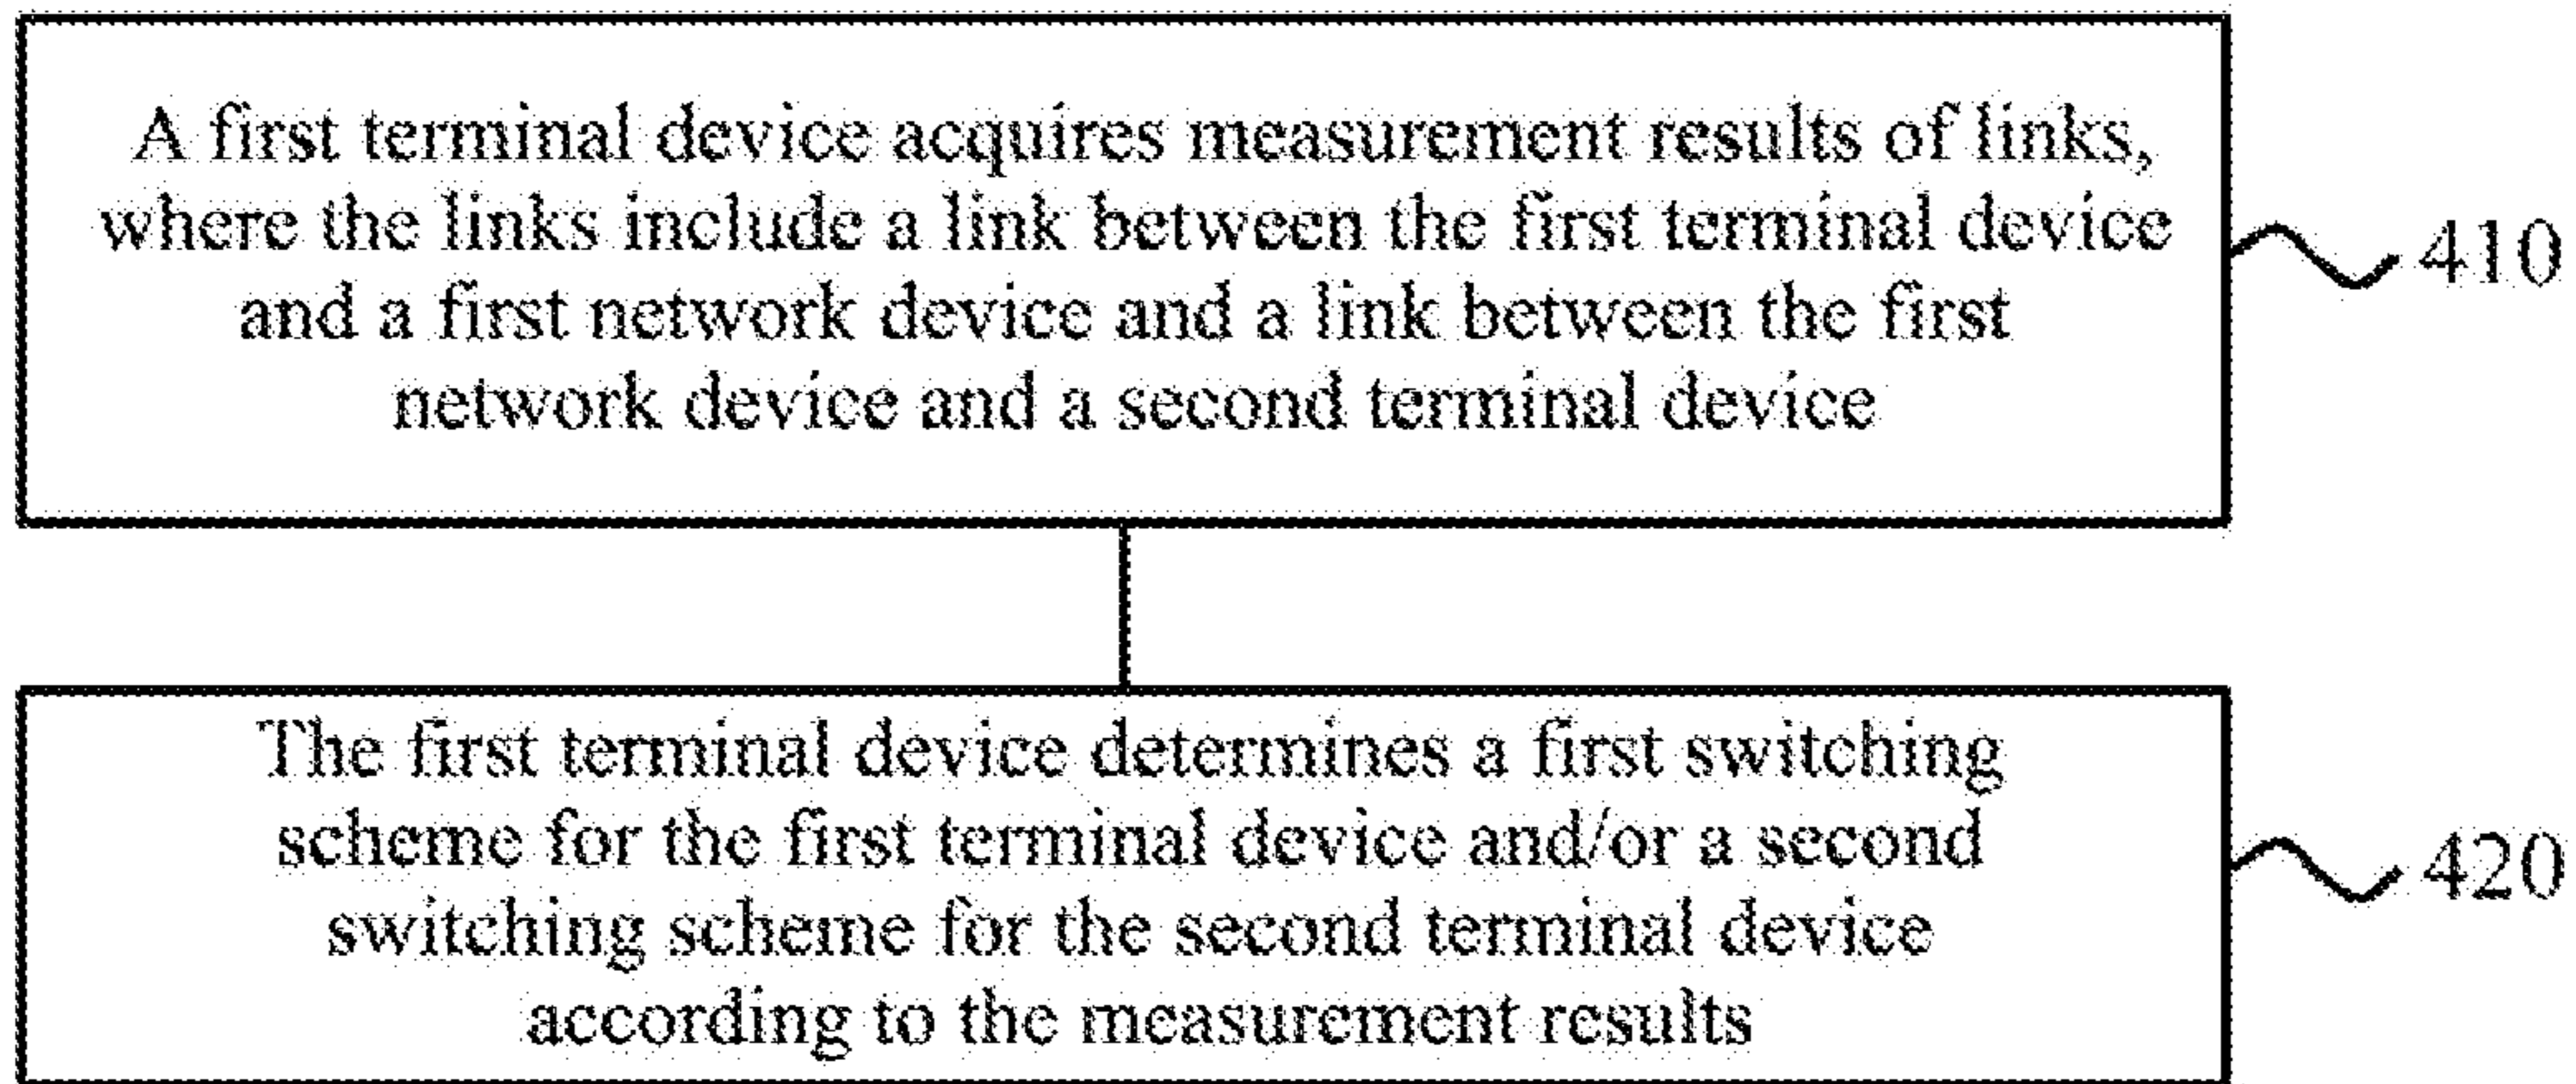 A first terminal device acquires measurement results of links,
where the links include a link between the first terminal device
and a first network device and a link between the first
network device and a second terminal device
410
The first terminal device determines a first switching
scheme for the first terminal device and/or a second
switching scheme for the second terminal device
according to the measurement results
420